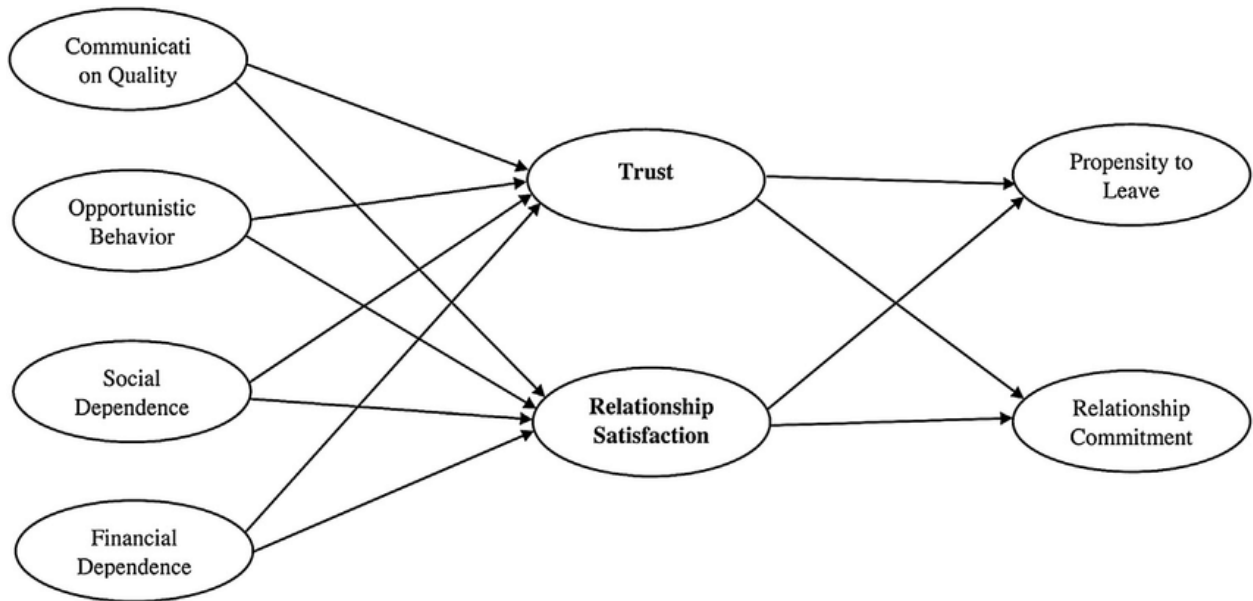 Communicati
on Quality
Opportunistic
Behavior
Social
Dependence
Financial
Dependence
Trust
Relationship
Satisfaction
Propensity to
Leave
Relationship
Commitment